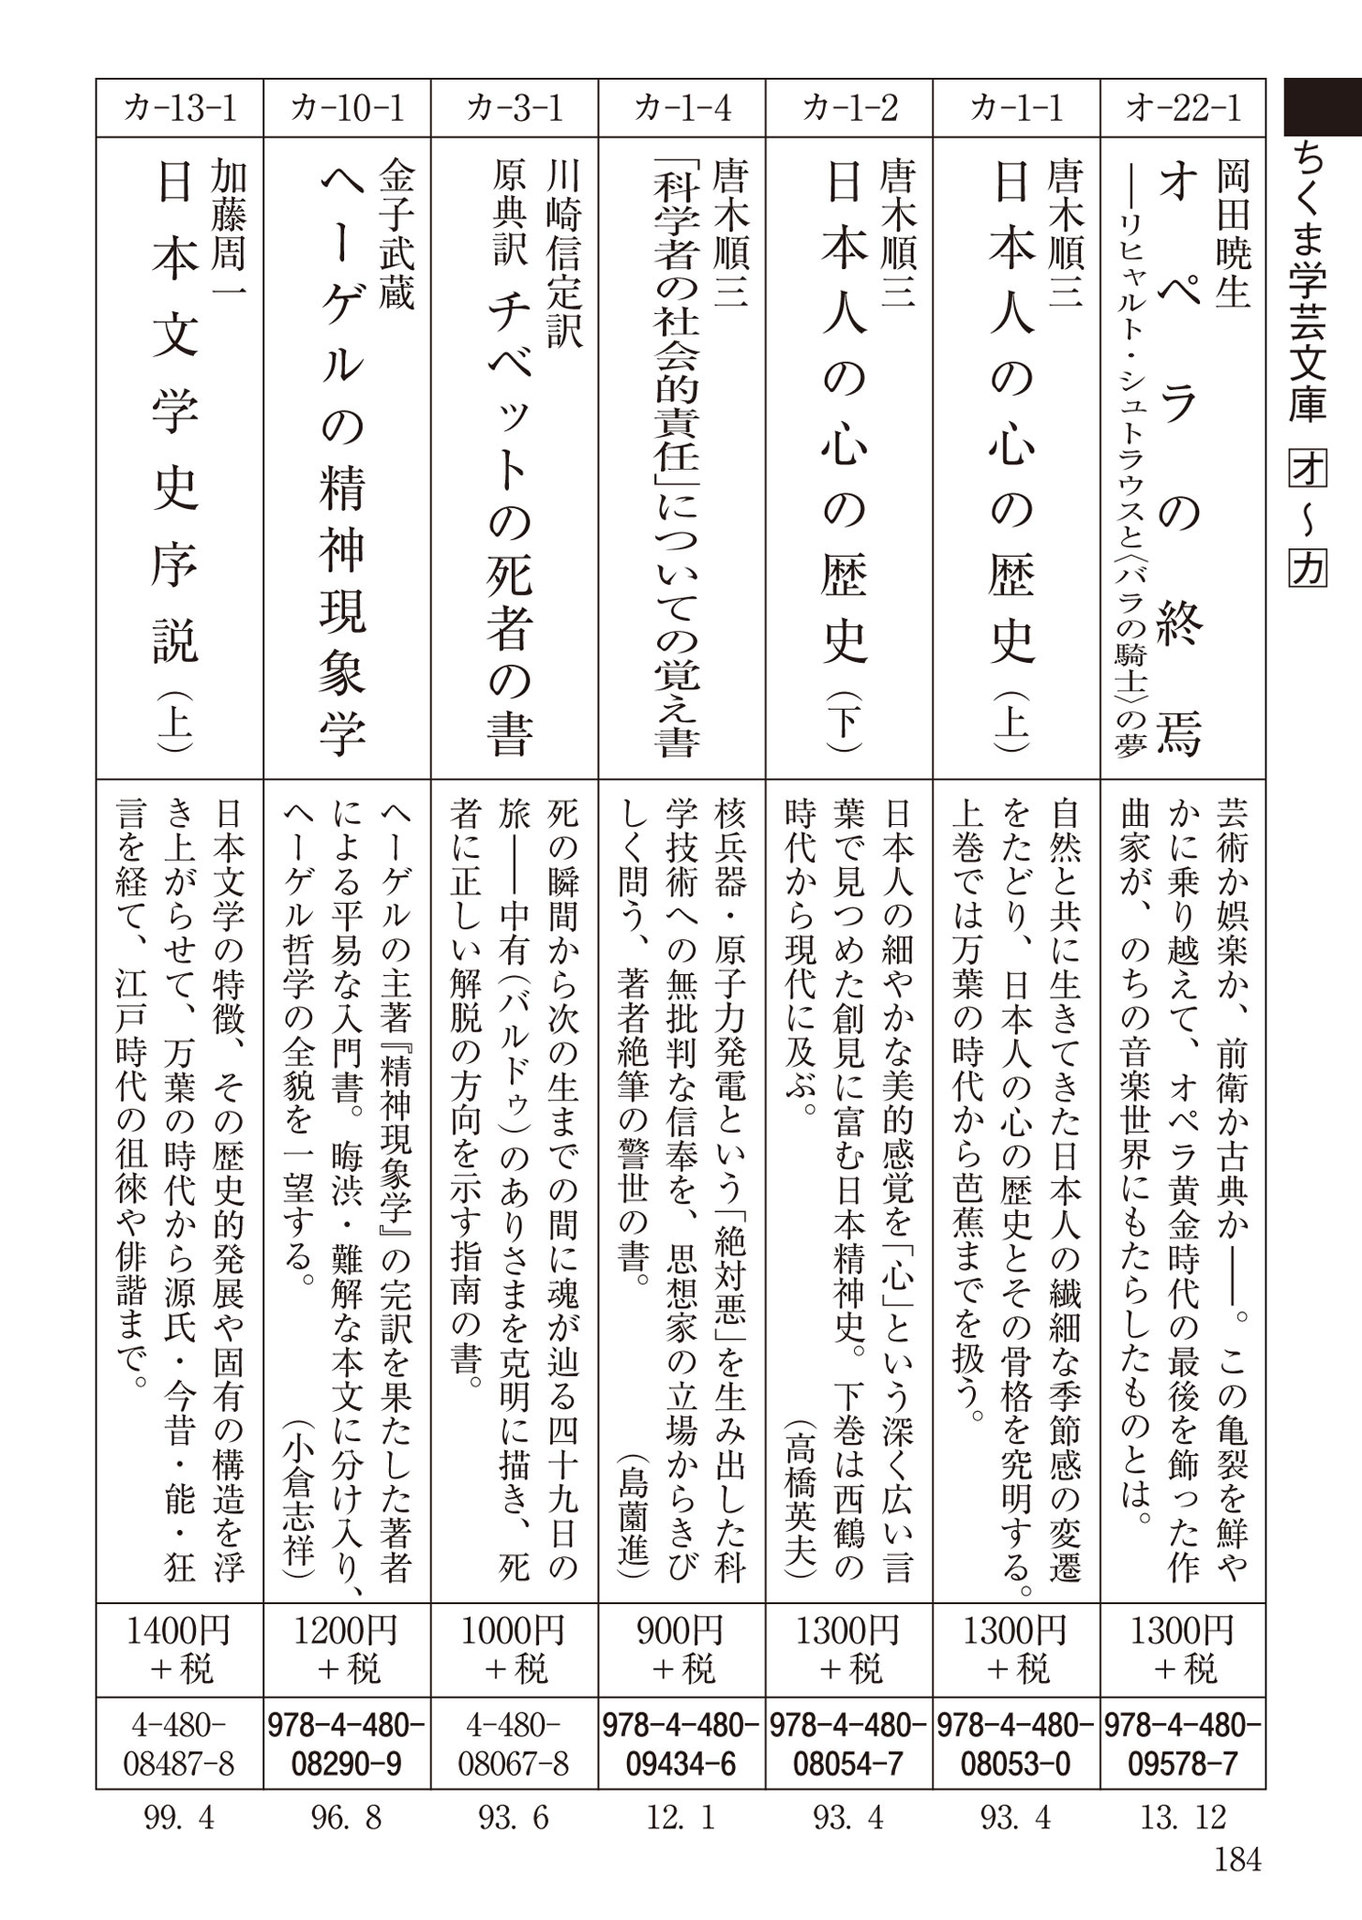 ちくま学芸文庫 オ〜カ
オ-22-1
岡田暁生
オペラの終焉
──リヒャルト・シュトラウスと〈バラの騎士〉の夢
芸術か娯楽か、前衛か古典か──。この亀裂を鮮や
かに乗り越えて、オペラ黄金時代の最後を飾った作
曲家が、のちの音楽世界にもたらしたものとは。
1300円
+税
978-4-480-
09578-7
13. 12
カ-1-1
唐木順三
日本人の心の歴史（上）
自然と共に生きてきた日本人の繊細な季節感の変遷
をたどり、日本人の心の歴史とその骨格を究明する。
上巻では万葉の時代から芭蕉までを扱う。
1300円
+税
978-4-480-
08053-0
93. 4
カ-1-2
唐木順三
日本人の心の歴史（下）
日本人の細やかな美的感覚を「心」という深く広い言
葉で見つめた創見に富む日本精神史。下巻は西鶴の
時代から現代に及ぶ。（高橋英夫）
1300円
+税
978-4-480-
08054-7
93. 4
カ-1-4
唐木順三
「科学者の社会的責任」についての覚え書
核兵器・原子力発電という「絶対悪」を生み出した科
学技術への無批判な信奉を、思想家の立場からきび
しく問う、著者絶筆の警世の書。（島薗進）
900円
+税
978-4-480-
09434-6
12. 1
カ-3-1
川崎信定訳
原典訳 チベットの死者の書
死の瞬間から次の生までの間に魂が辿る四十九日の
旅──中有（バルドゥ）のありさまを克明に描き、死
者に正しい解脱の方向を示す指南の書。
1000円
+税
4-480-
08067-8
93. 6
カ-10-1
金子武蔵
ヘーゲルの精神現象学
ヘーゲルの主著『精神現象学』の完訳を果たした著者
による平易な入門書。晦渋・難解な本文に分け入り、
ヘーゲル哲学の全貌を一望する。（小倉志祥）
1200円
+税
978-4-480-
08290-9
96. 8
カ-13-1
加藤周一
日本文学史序説（上）
日本文学の特徴、その歴史的発展や固有の構造を浮
き上がらせて、万葉の時代から源氏・今昔・能・狂
言を経て、江戸時代の徂徠や俳諧まで。
1400円
+税
4-480-
08487-8
99. 4
184